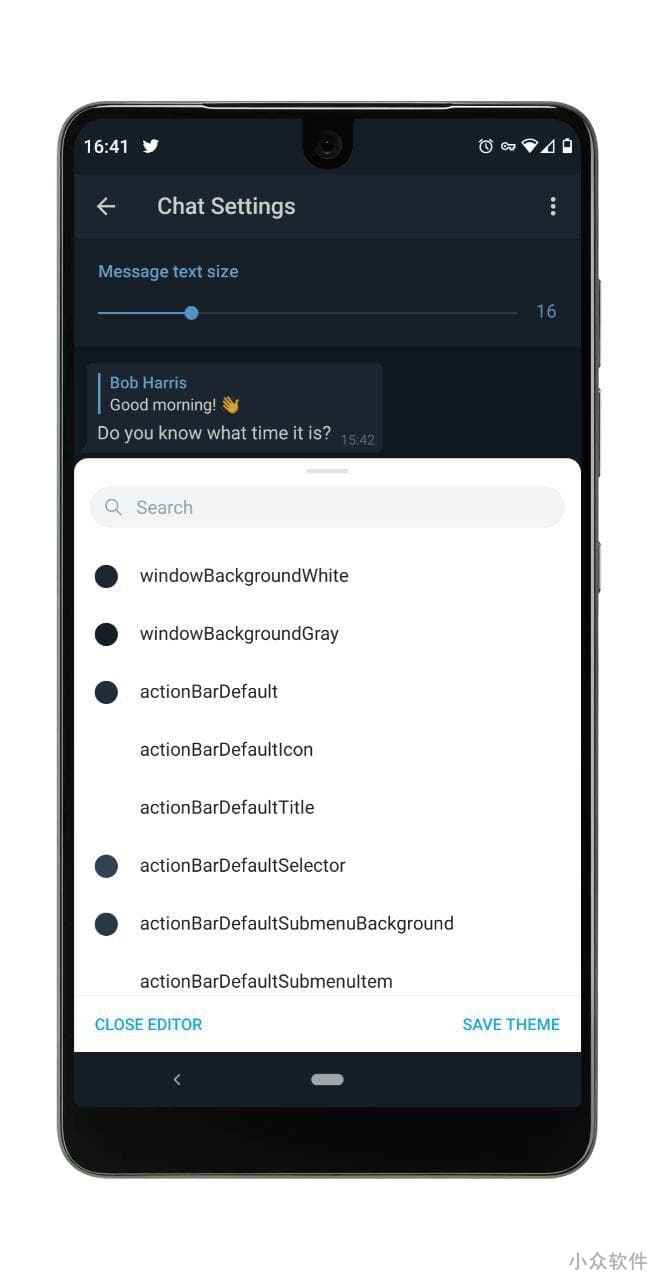 16:41
Chat Settings
Message text size
16
Bob Harris
Good morning! 👋
Do you know what time it is? 15:42
Search
windowBackgroundWhite
windowBackgroundGray
actionBarDefault
actionBarDefaultIcon
actionBarDefaultTitle
actionBarDefaultSelector
actionBarDefaultSubmenuBackground
actionBarDefaultSubmenuItem
CLOSE EDITOR SAVE THEME
小众软件